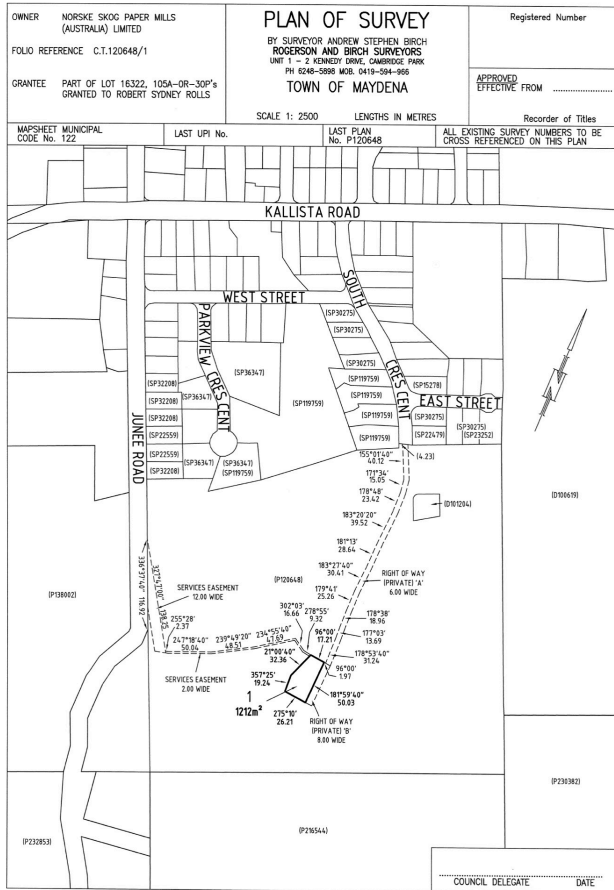 OWNER NORSKE SKOG PAPER MILLS
(AUSTRALIA) LIMITED
FOLIO REFERENCE C.T.120648/1
GRANTEE PART OF LOT 16322, 105A-0R-30P's
GRANTED TO ROBERT SYDNEY ROLLS
PLAN OF SURVEY
BY SURVEYOR ANDREW STEPHEN BIRCH
ROGERSON AND BIRCH SURVEYORS
UNIT 1 - 2 KENNEDY DRIVE, CAMBRIDGE PARK
PH 6248-5898 MOB. 0419-594-966
TOWN OF MAYDENA
SCALE 1: 2500 LENGTHS IN METRES
Registered Number
APPROVED
EFFECTIVE FROM
Recorder of Titles
MAPSHEET MUNICIPAL
CODE No. 122
LAST UPI No.
LAST PLAN
No. P120648
ALL EXISTING SURVEY NUMBERS TO BE
CROSS REFERENCED ON THIS PLAN
KALLISTA ROAD
WEST STREET
SOUTH
CRESCENT
PARKVIEW
CRESCENT
EAST STREET
JUNEE ROAD
(SP30275)
(SP30275)
(SP30275)
(SP119759)
(SP119759)
(SP119759)
(SP119759)
(SP119759)
(SP15278)
(SP30275)
(SP22479)
(SP30275)
(SP23252)
(SP36347)
(SP32208)
(SP32208)
(SP36347)
(SP32208)
(SP22559)
(SP22559)
(SP32208)
(SP36347)
(SP36347)
(SP119759)
(4.23)
155°01'40"
40.12
171°34'
15.05
178°48'
23.42
183°20'20"
39.52
181°13'
28.64
183°27'40"
30.41
179°41'
25.26
(D101204)
(D100619)
(P138002)
(P120648)
RIGHT OF WAY
(PRIVATE) 'A'
6.00 WIDE
178°38'
18.96
177°03'
13.69
178°53'40"
31.24
96°00'
1.97
181°59'40"
50.03
336°37'40" 116.92
327°47'00" 138.25
SERVICES EASEMENT
12.00 WIDE
255°28'
2.37
247°18'40"
50.04
239°49'20"
48.51
234°55'40"
47.69
302°03'
16.66
278°55'
9.32
96°00'
17.21
21°00'40"
32.36
357°25'
19.24
SERVICES EASEMENT
2.00 WIDE
1
1212m²
275°10'
26.21
RIGHT OF WAY
(PRIVATE) 'B'
8.00 WIDE
(P230382)
(P232853)
(P216544)
COUNCIL DELEGATE DATE